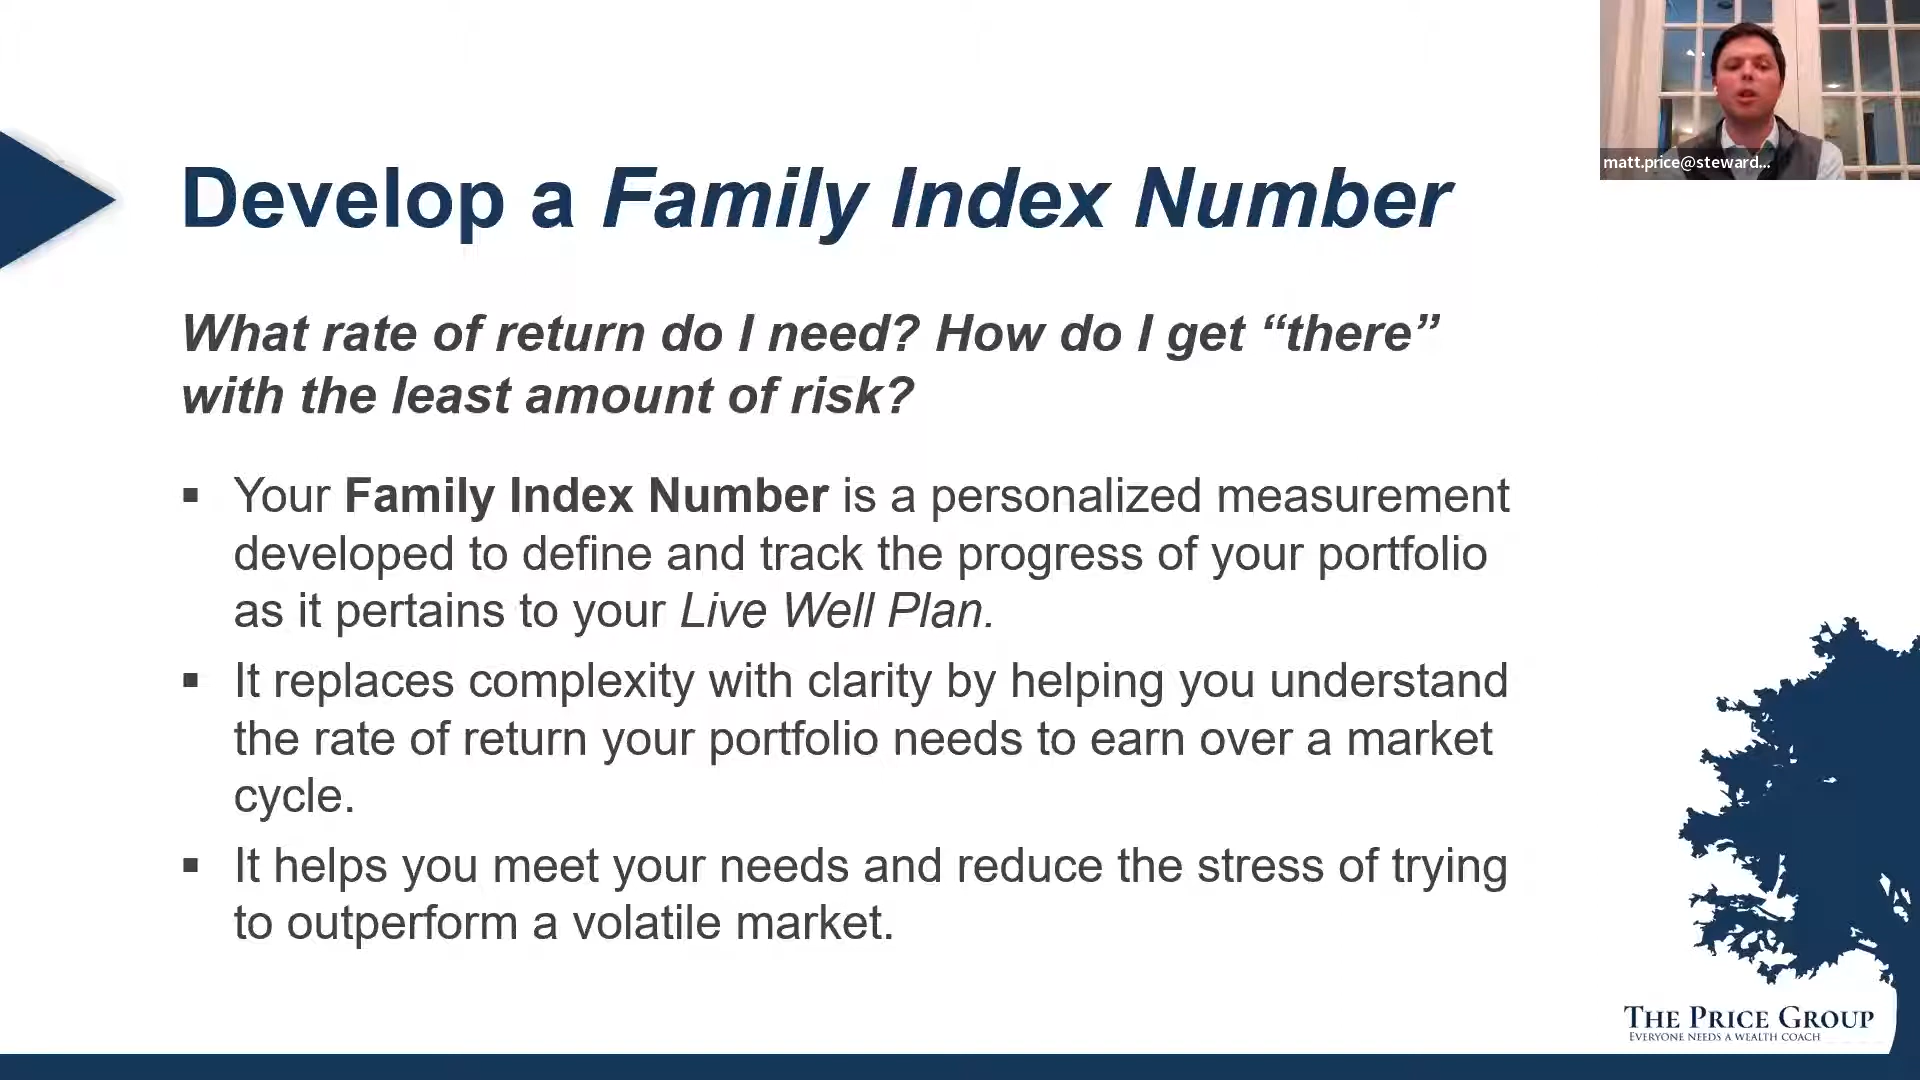 matt.price@steward...
Develop a Family Index Number
What rate of return do I need? How do I get “there”
with the least amount of risk?
▪ Your Family Index Number is a personalized measurement
developed to define and track the progress of your portfolio
as it pertains to your Live Well Plan.
▪ It replaces complexity with clarity by helping you understand
the rate of return your portfolio needs to earn over a market
cycle.
▪ It helps you meet your needs and reduce the stress of trying
to outperform a volatile market.
THE PRICE GROUP
EVERYONE NEEDS A WEALTH COACH